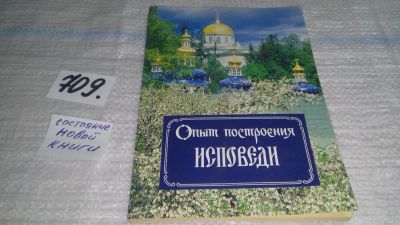 709.
состояние
новой
книги
Опыт построения
ИСПОВЕДИ